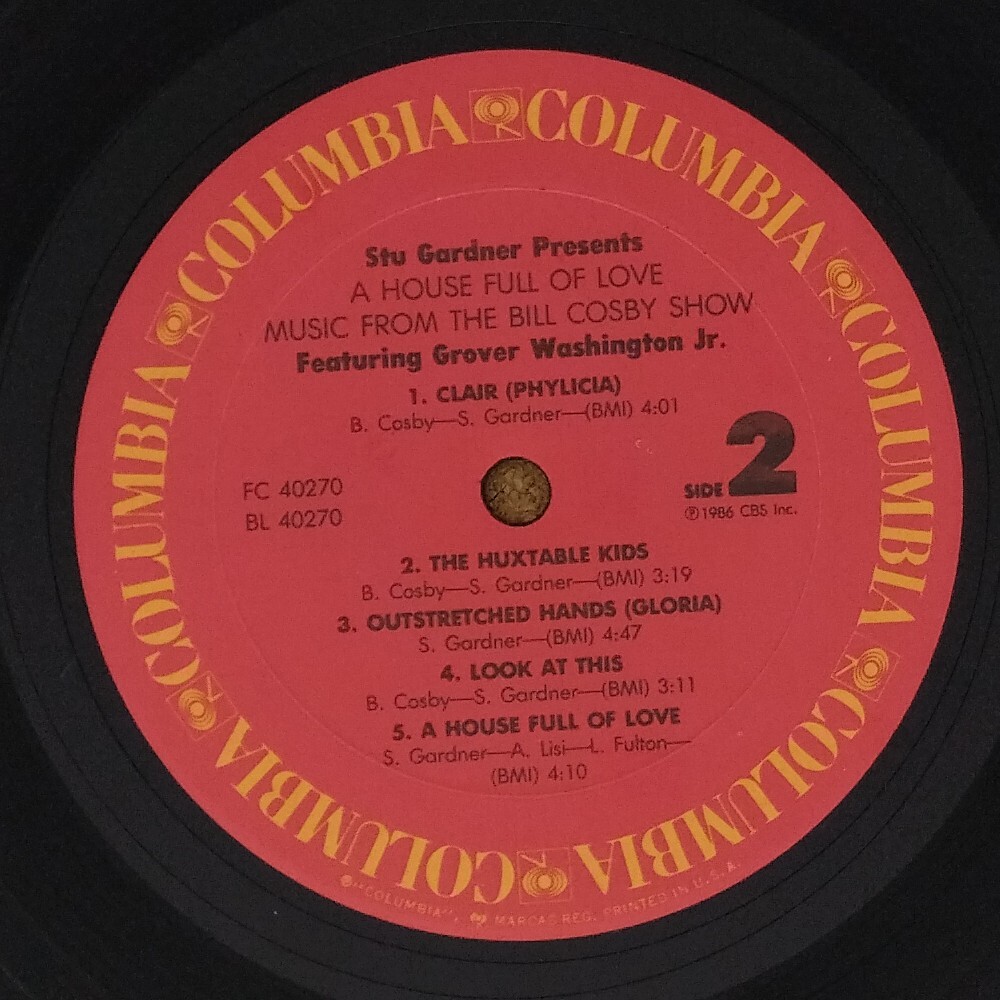 COLUMBIA COLUMBIA COLUMBIA COLUMBIA COLUMBIA COLUMBIA COLUMBIA COLUMBIA
Stu Gardner Presents
A HOUSE FULL OF LOVE
MUSIC FROM THE BILL COSBY SHOW
Featuring Grover Washington Jr.
1. CLAIR (PHYLICIA)
B. Cosby—S. Gardner—(BMI) 4:01
FC 40270
BL 40270
SIDE 2
℗1986 CBS Inc.
2. THE HUXTABLE KIDS
B. Cosby—S. Gardner—(BMI) 3:19
3. OUTSTRETCHED HANDS (GLORIA)
S. Gardner—(BMI) 4:47
4. LOOK AT THIS
B. Cosby—S. Gardner—(BMI) 3:11
5. A HOUSE FULL OF LOVE
S. Gardner—A. Lisi—L. Fulton—
(BMI) 4:10
"COLUMBIA", MARCAS REG. PRINTED IN U.S.A.